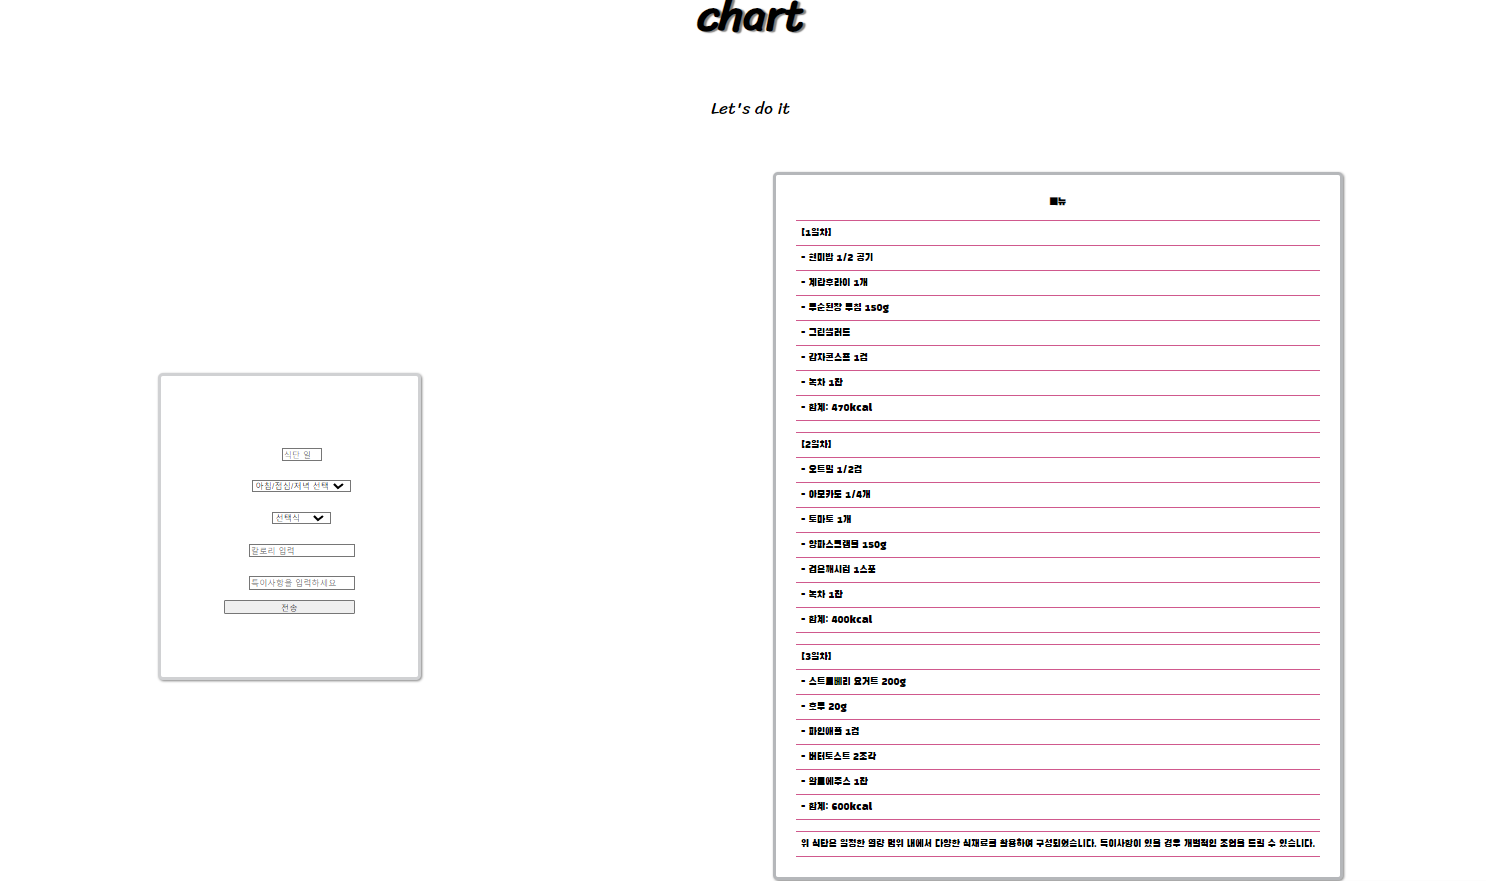 chart
Let's do it
식단 일
아침/점심/저녁 선택
선택식
칼로리 입력
특이사항을 입력하세요
전송
메뉴
[1일차]
- 현미밥 1/2 공기
- 계란후라이 1개
- 투순된장 무침 150g
- 그린샐러드
- 감자콘스프 1컵
- 녹차 1잔
- 합계: 470kcal
[2일차]
- 오트밀 1/2컵
- 아보카도 1/4개
- 토마토 1개
- 양파스크램블 150g
- 검은깨시럽 1스푼
- 녹차 1잔
- 합계: 400kcal
[3일차]
- 스트로베리 요거트 200g
- 호두 20g
- 파인애플 1컵
- 버터토스트 2조각
- 알로에주스 1잔
- 합계: 600kcal
위 식단은 일정한 열량 범위 내에서 다양한 식재료를 활용하여 구성되었습니다. 특이사항이 있을 경우 개별적인 조언을 드릴 수 있습니다.